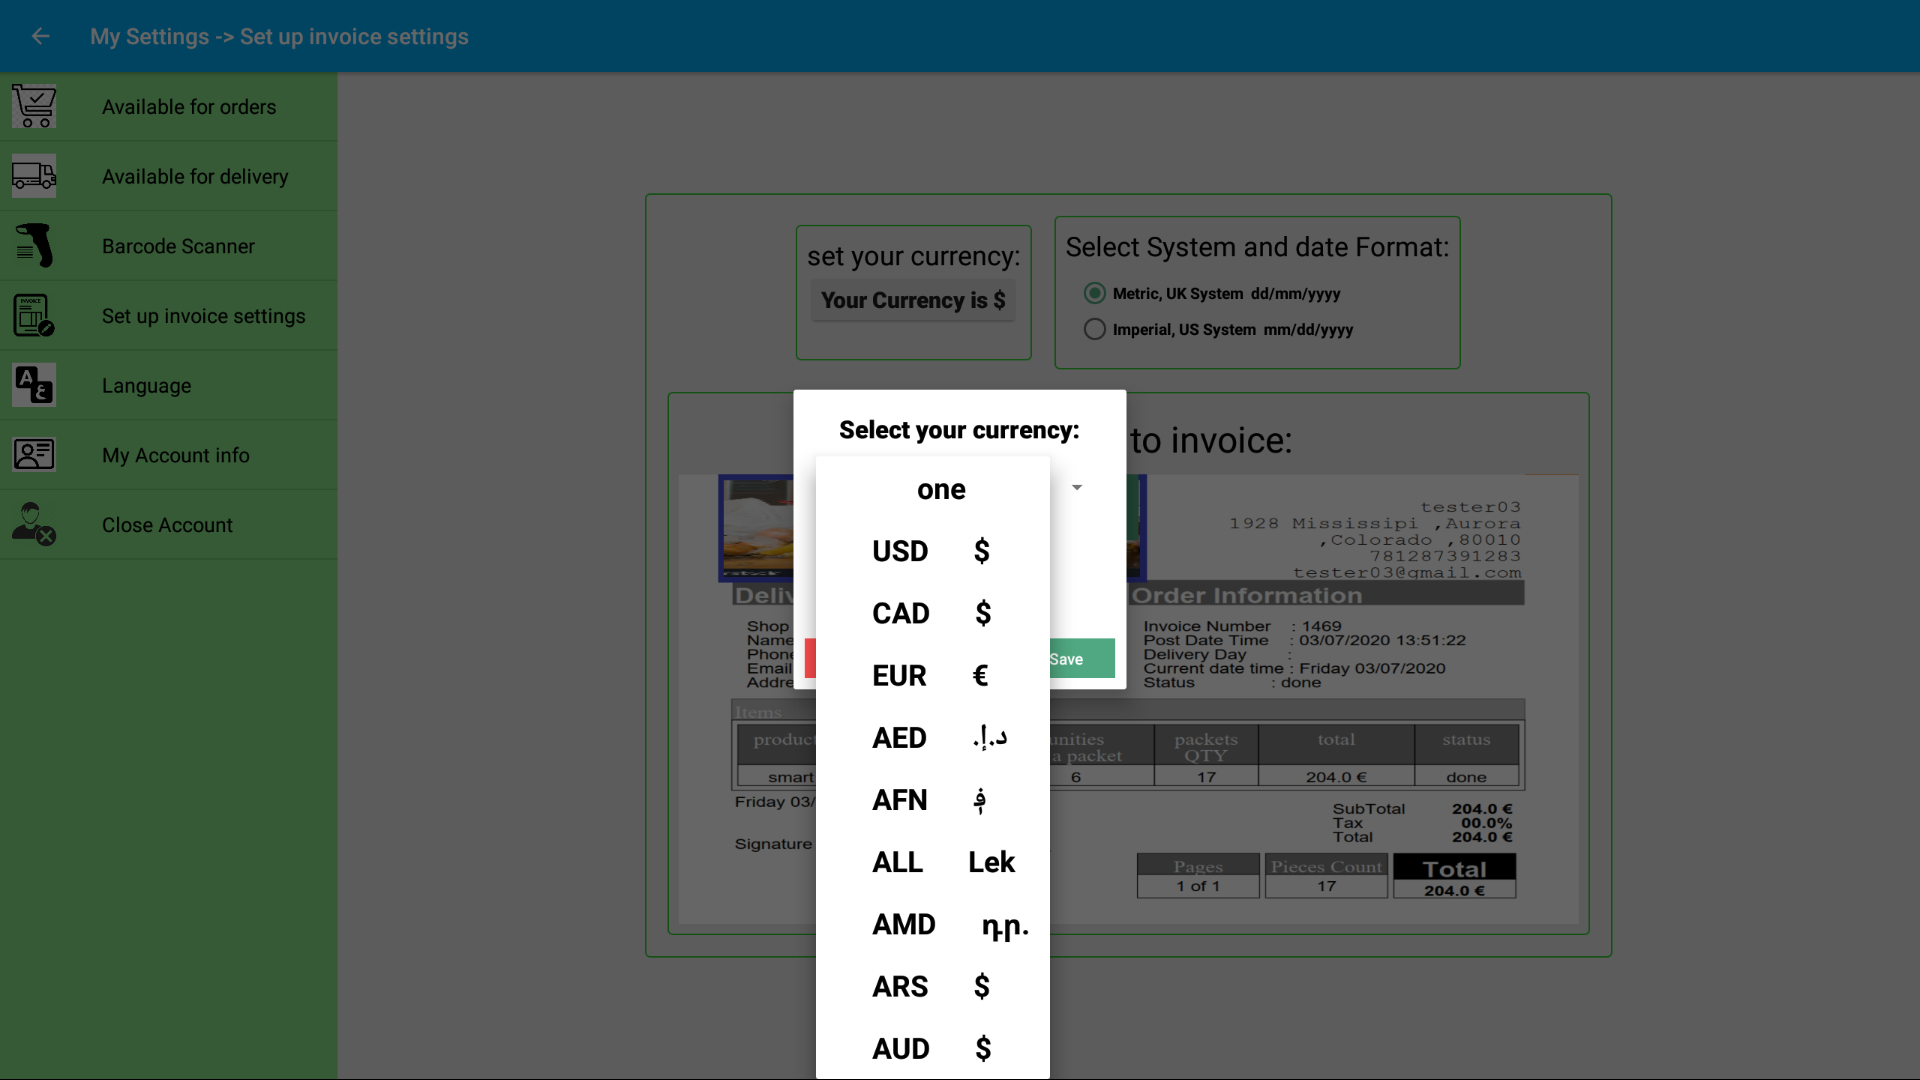 My Settings -> Set up invoice settings
Available for orders
Available for delivery
Barcode Scanner
INVOICE
Set up invoice settings
Language
My Account info
Close Account
set your currency:
Your Currency is $
Select System and date Format:
Metric, UK System dd/mm/yyyy
Imperial, US System mm/dd/yyyy
to invoice:
Select your currency:
one
USD $
CAD $
EUR €
AED د.إ.
AFN ؋
ALL Lek
AMD դր.
ARS $
AUD $
Save
tester03
1928 Mississipi ,Aurora
,Colorado ,80010
781287391283
tester03@gmail.com
Deliv
Order Information
Shop
Name
Phone
Email
Addre
Invoice Number : 1469
Post Date Time : 03/07/2020 13:51:22
Delivery Day :
Current date time : Friday 03/07/2020
Status : done
Items
product
unities
a packet
packets
QTY
total
status
smart
6
17
204.0 €
done
Friday 03/
Signature
SubTotal 204.0 €
Tax 00.0%
Total 204.0 €
Pages
1 of 1
Pieces Count
17
Total
204.0 €